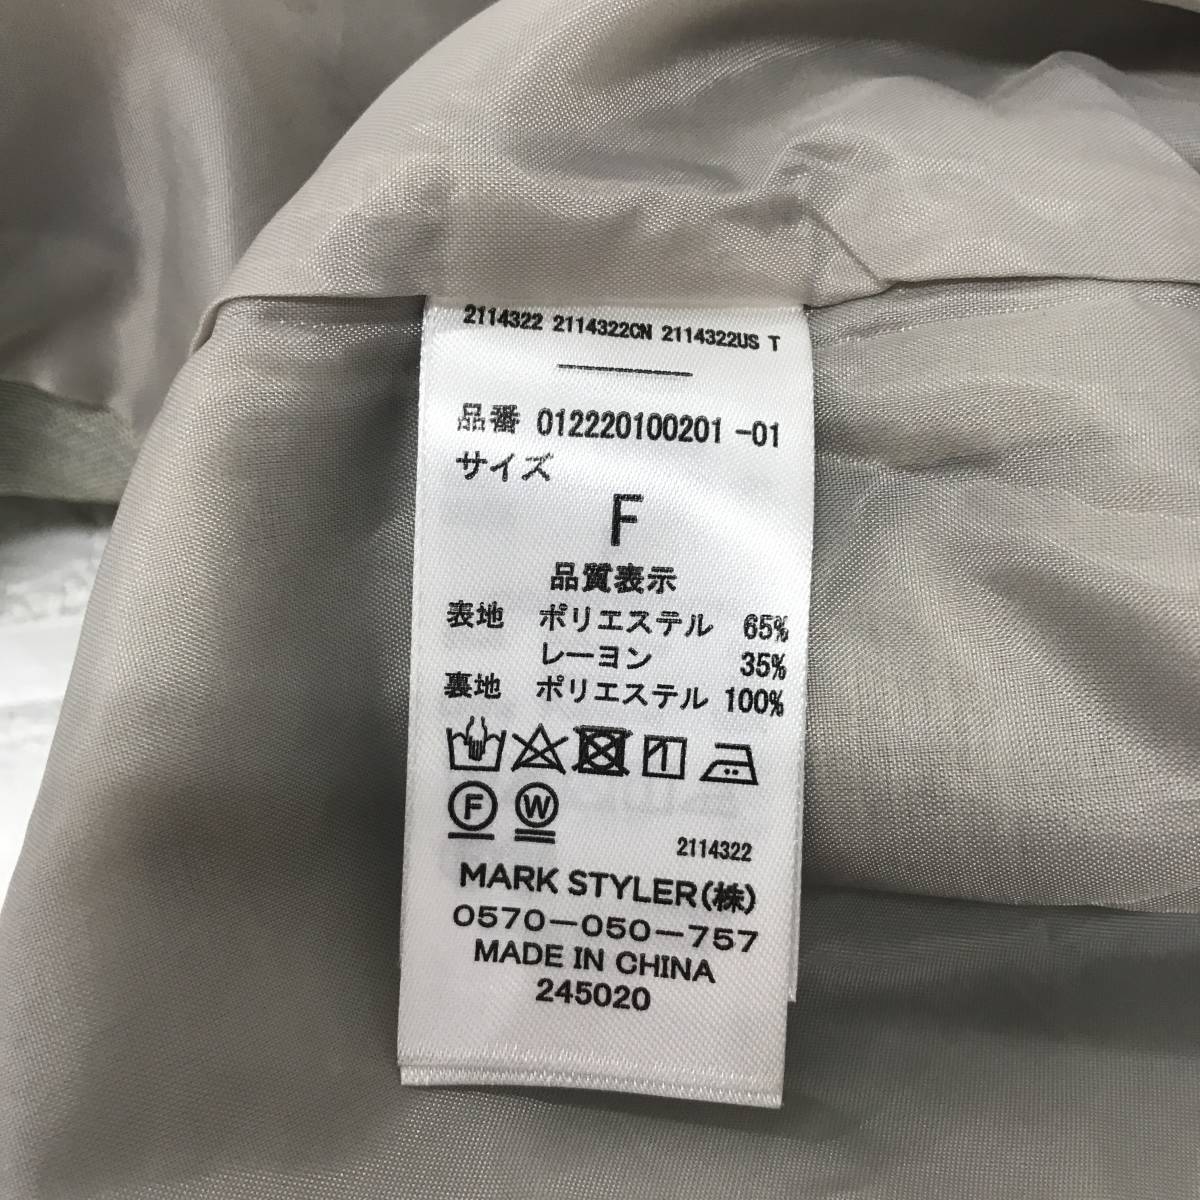 2114322 2114322CN 2114322US T
品番 012220100201 -01
サイズ
F
品質表示
表地 ポリエステル 65%
レーヨン 35%
裏地 ポリエステル 100%
F W
2114322
MARK STYLER(株)
0570-050-757
MADE IN CHINA
245020